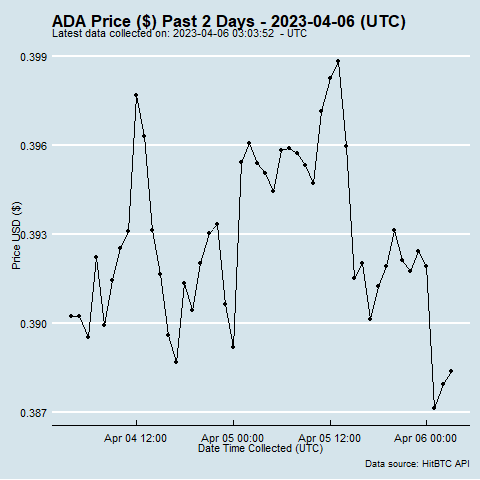 ADA Price ($) Past 2 Days - 2023-04-06 (UTC)
Latest data collected on: 2023-04-06 03:03:52  - UTC
0.399
0.396
0.393
0.390
0.387
Price USD ($)
Apr 04 12:00
Apr 05 00:00
Apr 05 12:00
Apr 06 00:00
Date Time Collected (UTC)
Data source: HitBTC API